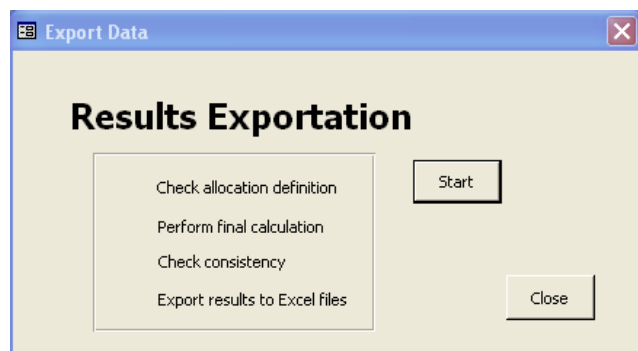 Export Data
Results Exportation
Check allocation definition
Start
Perform final calculation
Check consistency
Export results to Excel files
Close